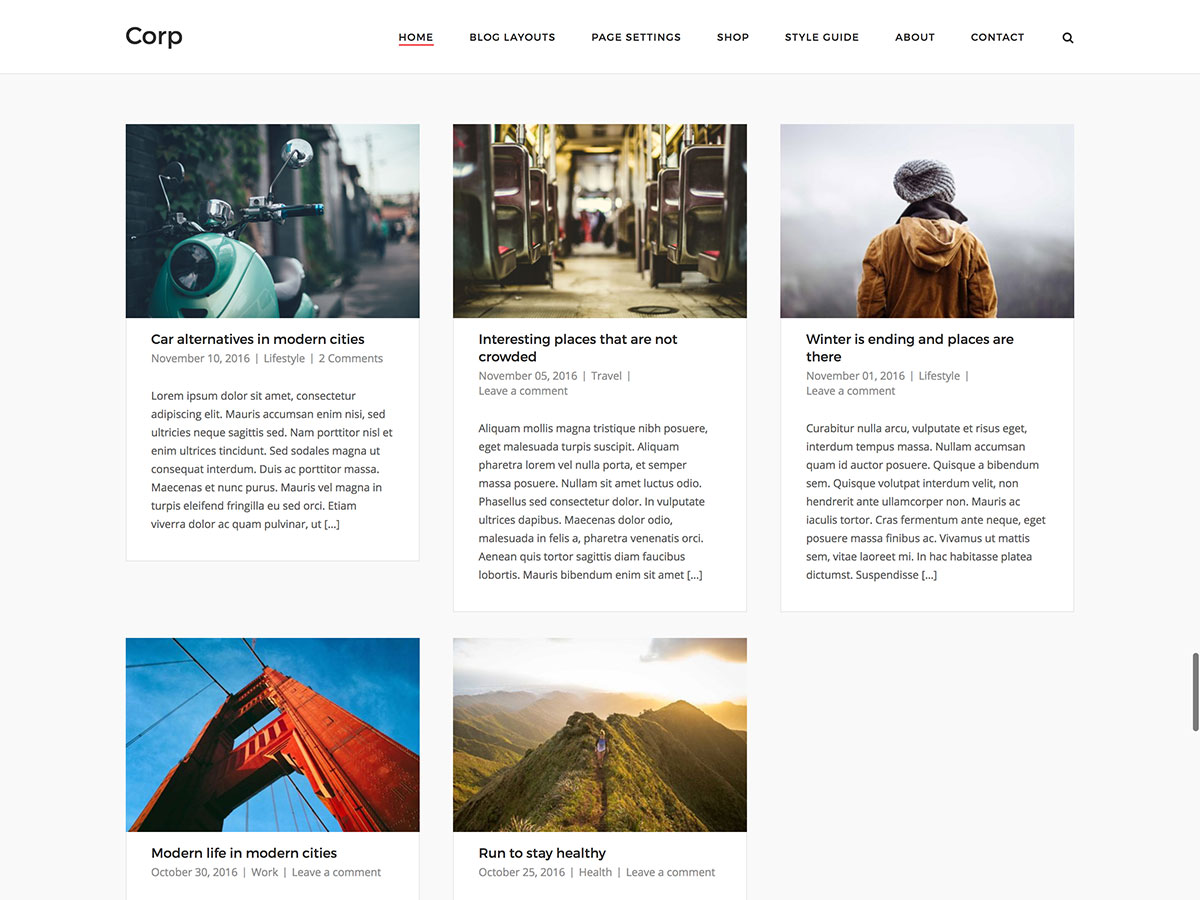 Corp
HOME BLOG LAYOUTS PAGE SETTINGS SHOP STYLE GUIDE ABOUT CONTACT
Car alternatives in modern cities
November 10, 2016 | Lifestyle | 2 Comments
Lorem ipsum dolor sit amet, consectetur
adipiscing elit. Mauris accumsan enim nisi, sed
ultricies neque sagittis sed. Nam porttitor nisl et
enim ultrices tincidunt. Sed sodales magna ut
consequat interdum. Duis ac porttitor massa.
Maecenas et nunc purus. Mauris vel magna in
turpis eleifend fringilla eu sed orci. Etiam
viverra dolor ac quam pulvinar, ut [...]
Interesting places that are not
crowded
November 05, 2016 | Travel |
Leave a comment
Aliquam mollis magna tristique nibh posuere,
eget malesuada turpis suscipit. Aliquam
pharetra lorem vel nulla porta, et semper
massa posuere. Nullam sit amet luctus odio.
Phasellus sed consectetur dolor. In vulputate
ultrices dapibus. Maecenas dolor odio,
malesuada in felis a, pharetra venenatis orci.
Aenean quis tortor sagittis diam faucibus
lobortis. Mauris bibendum enim sit amet [...]
Winter is ending and places are
there
November 01, 2016 | Lifestyle |
Leave a comment
Curabitur nulla arcu, vulputate et risus eget,
interdum tempus massa. Nullam accumsan
quam id auctor posuere. Quisque a bibendum
sem. Quisque volutpat interdum velit, non
hendrerit ante ullamcorper non. Mauris ac
iaculis tortor. Cras fermentum ante neque, eget
posuere massa finibus ac. Vivamus ut mattis
sem, vitae laoreet mi. In hac habitasse platea
dictumst. Suspendisse [...]
Modern life in modern cities
October 30, 2016 | Work | Leave a comment
Run to stay healthy
October 25, 2016 | Health | Leave a comment